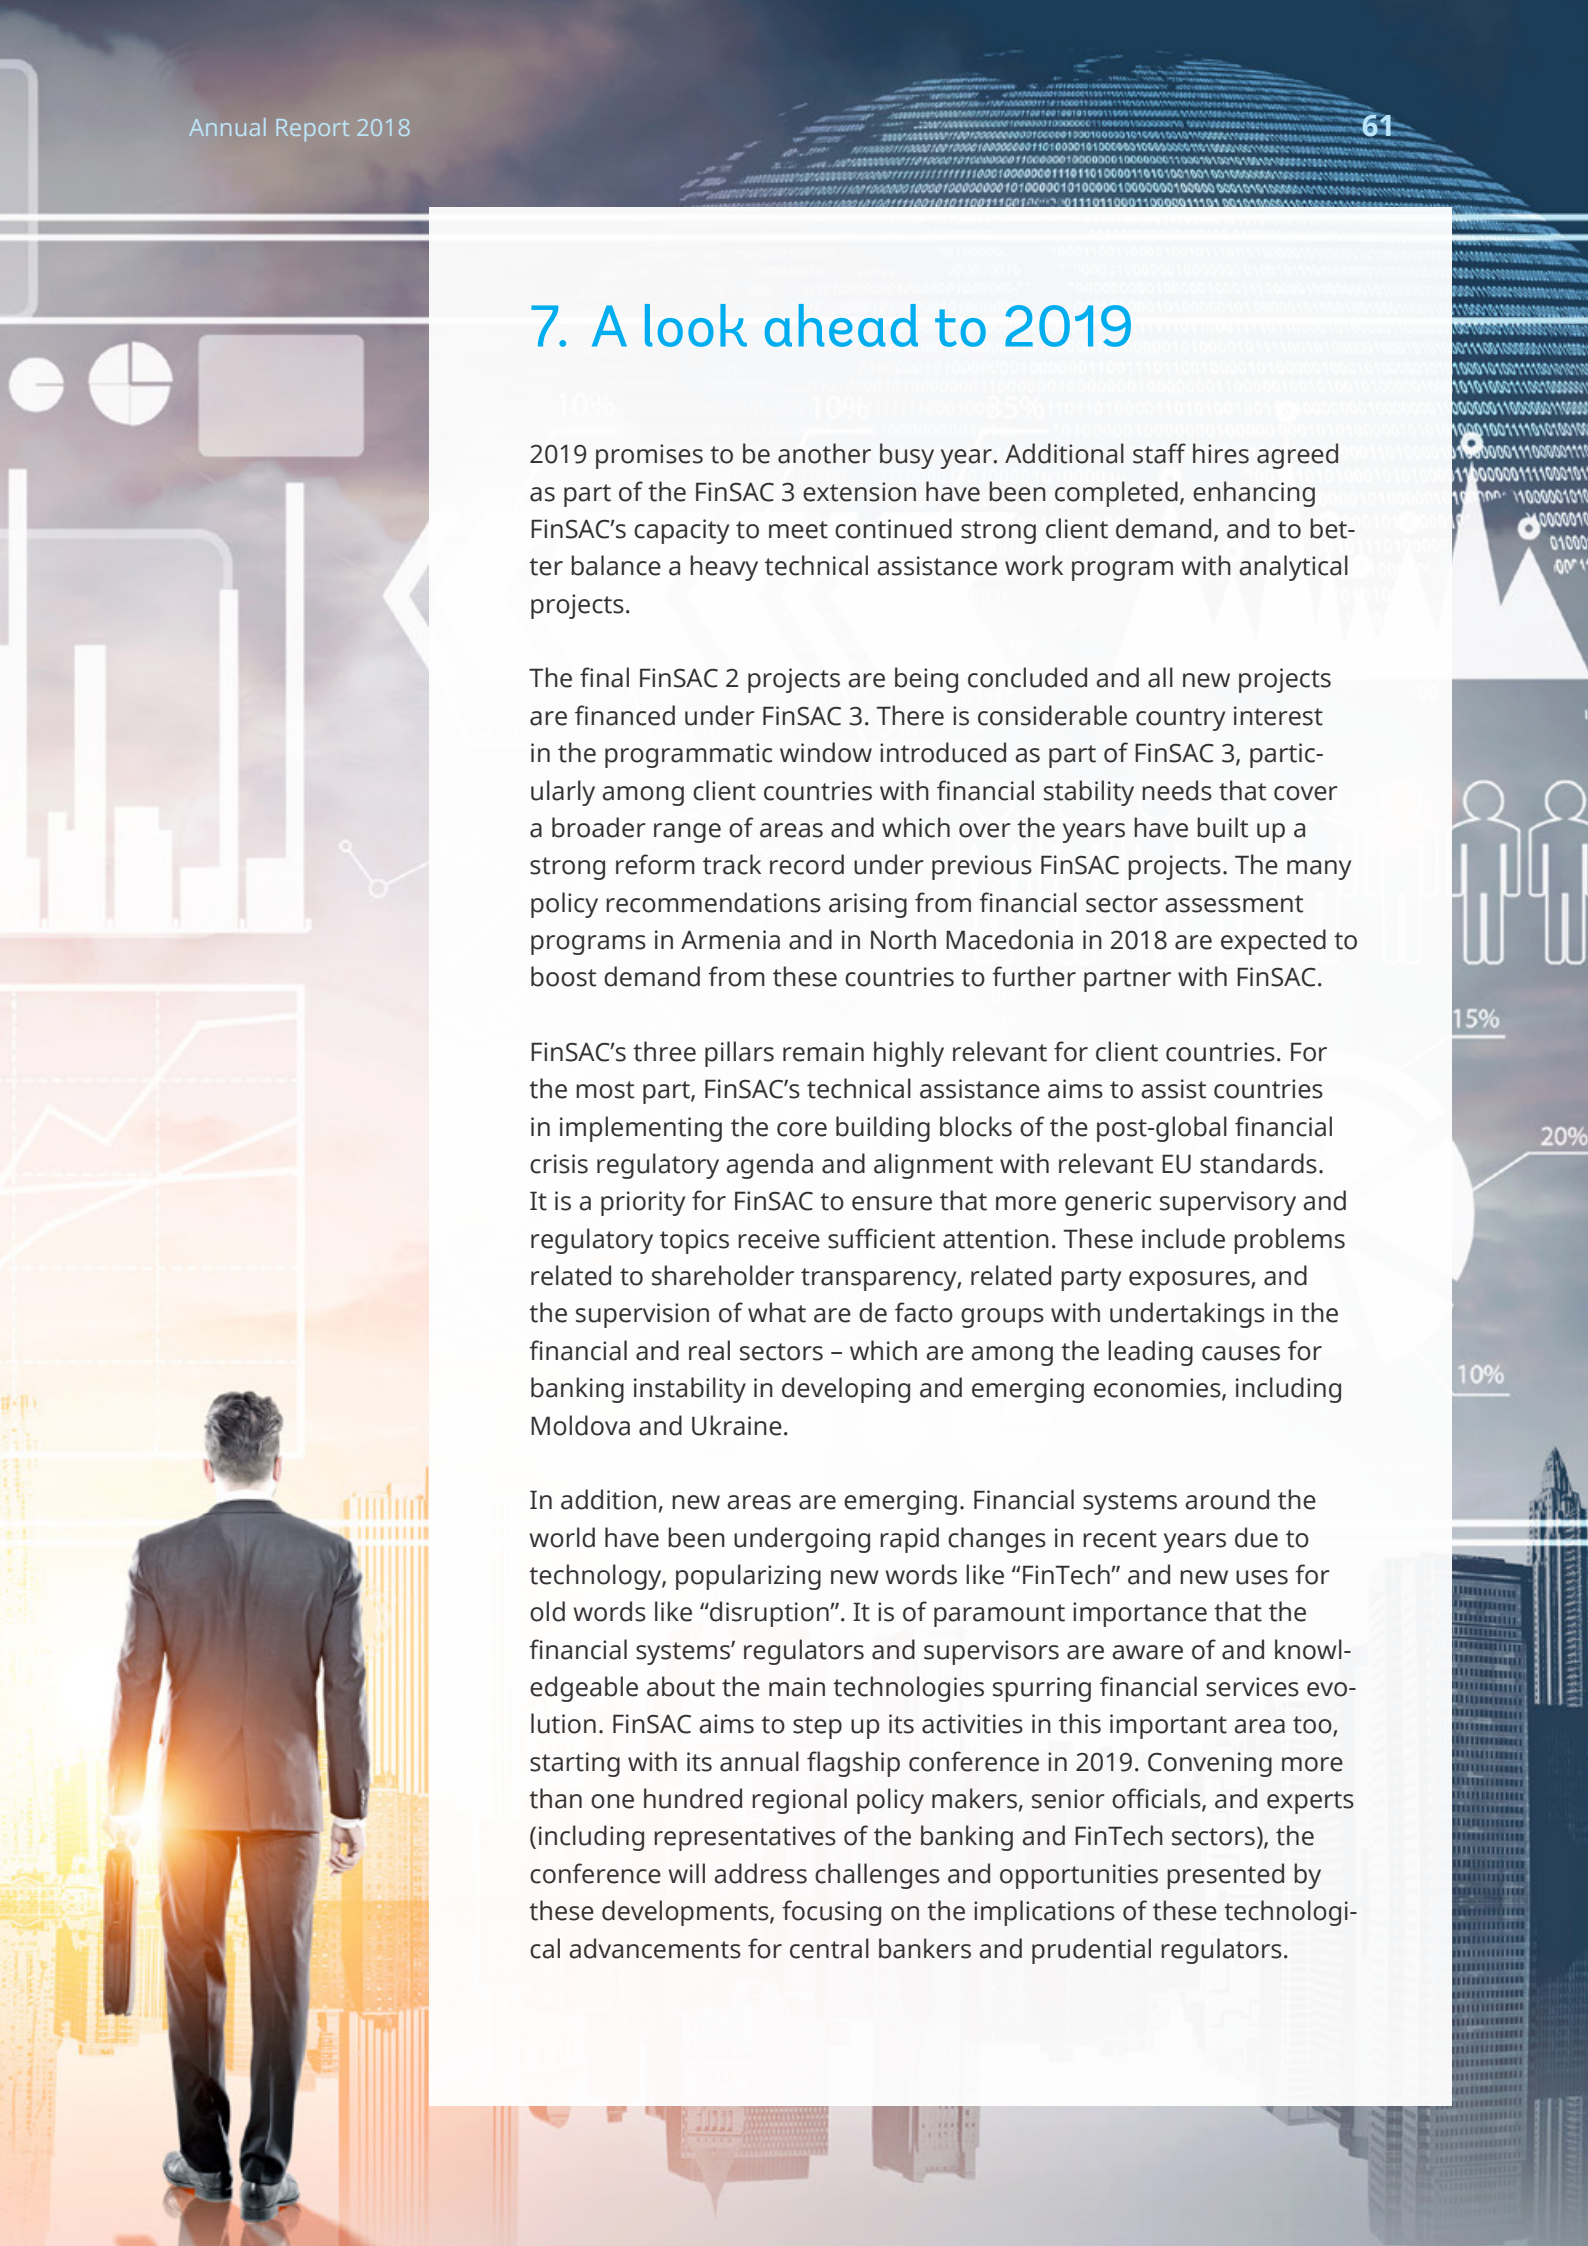 Annual Report 2018
61
7. A look ahead to 2019
2019 promises to be another busy year. Additional staff hires agreed
as part of the FinSAC 3 extension have been completed, enhancing
FinSAC’s capacity to meet continued strong client demand, and to bet-
ter balance a heavy technical assistance work program with analytical
projects.
The final FinSAC 2 projects are being concluded and all new projects
are financed under FinSAC 3. There is considerable country interest
in the programmatic window introduced as part of FinSAC 3, partic-
ularly among client countries with financial stability needs that cover
a broader range of areas and which over the years have built up a
strong reform track record under previous FinSAC projects. The many
policy recommendations arising from financial sector assessment
programs in Armenia and in North Macedonia in 2018 are expected to
boost demand from these countries to further partner with FinSAC.
FinSAC’s three pillars remain highly relevant for client countries. For
the most part, FinSAC’s technical assistance aims to assist countries
in implementing the core building blocks of the post-global financial
crisis regulatory agenda and alignment with relevant EU standards.
It is a priority for FinSAC to ensure that more generic supervisory and
regulatory topics receive sufficient attention. These include problems
related to shareholder transparency, related party exposures, and
the supervision of what are de facto groups with undertakings in the
financial and real sectors – which are among the leading causes for
banking instability in developing and emerging economies, including
Moldova and Ukraine.
In addition, new areas are emerging. Financial systems around the
world have been undergoing rapid changes in recent years due to
technology, popularizing new words like “FinTech” and new uses for
old words like “disruption”. It is of paramount importance that the
financial systems’ regulators and supervisors are aware of and knowl-
edgeable about the main technologies spurring financial services evo-
lution. FinSAC aims to step up its activities in this important area too,
starting with its annual flagship conference in 2019. Convening more
than one hundred regional policy makers, senior officials, and experts
(including representatives of the banking and FinTech sectors), the
conference will address challenges and opportunities presented by
these developments, focusing on the implications of these technologi-
cal advancements for central bankers and prudential regulators.
10%
10%
35%
15%
20%
10%